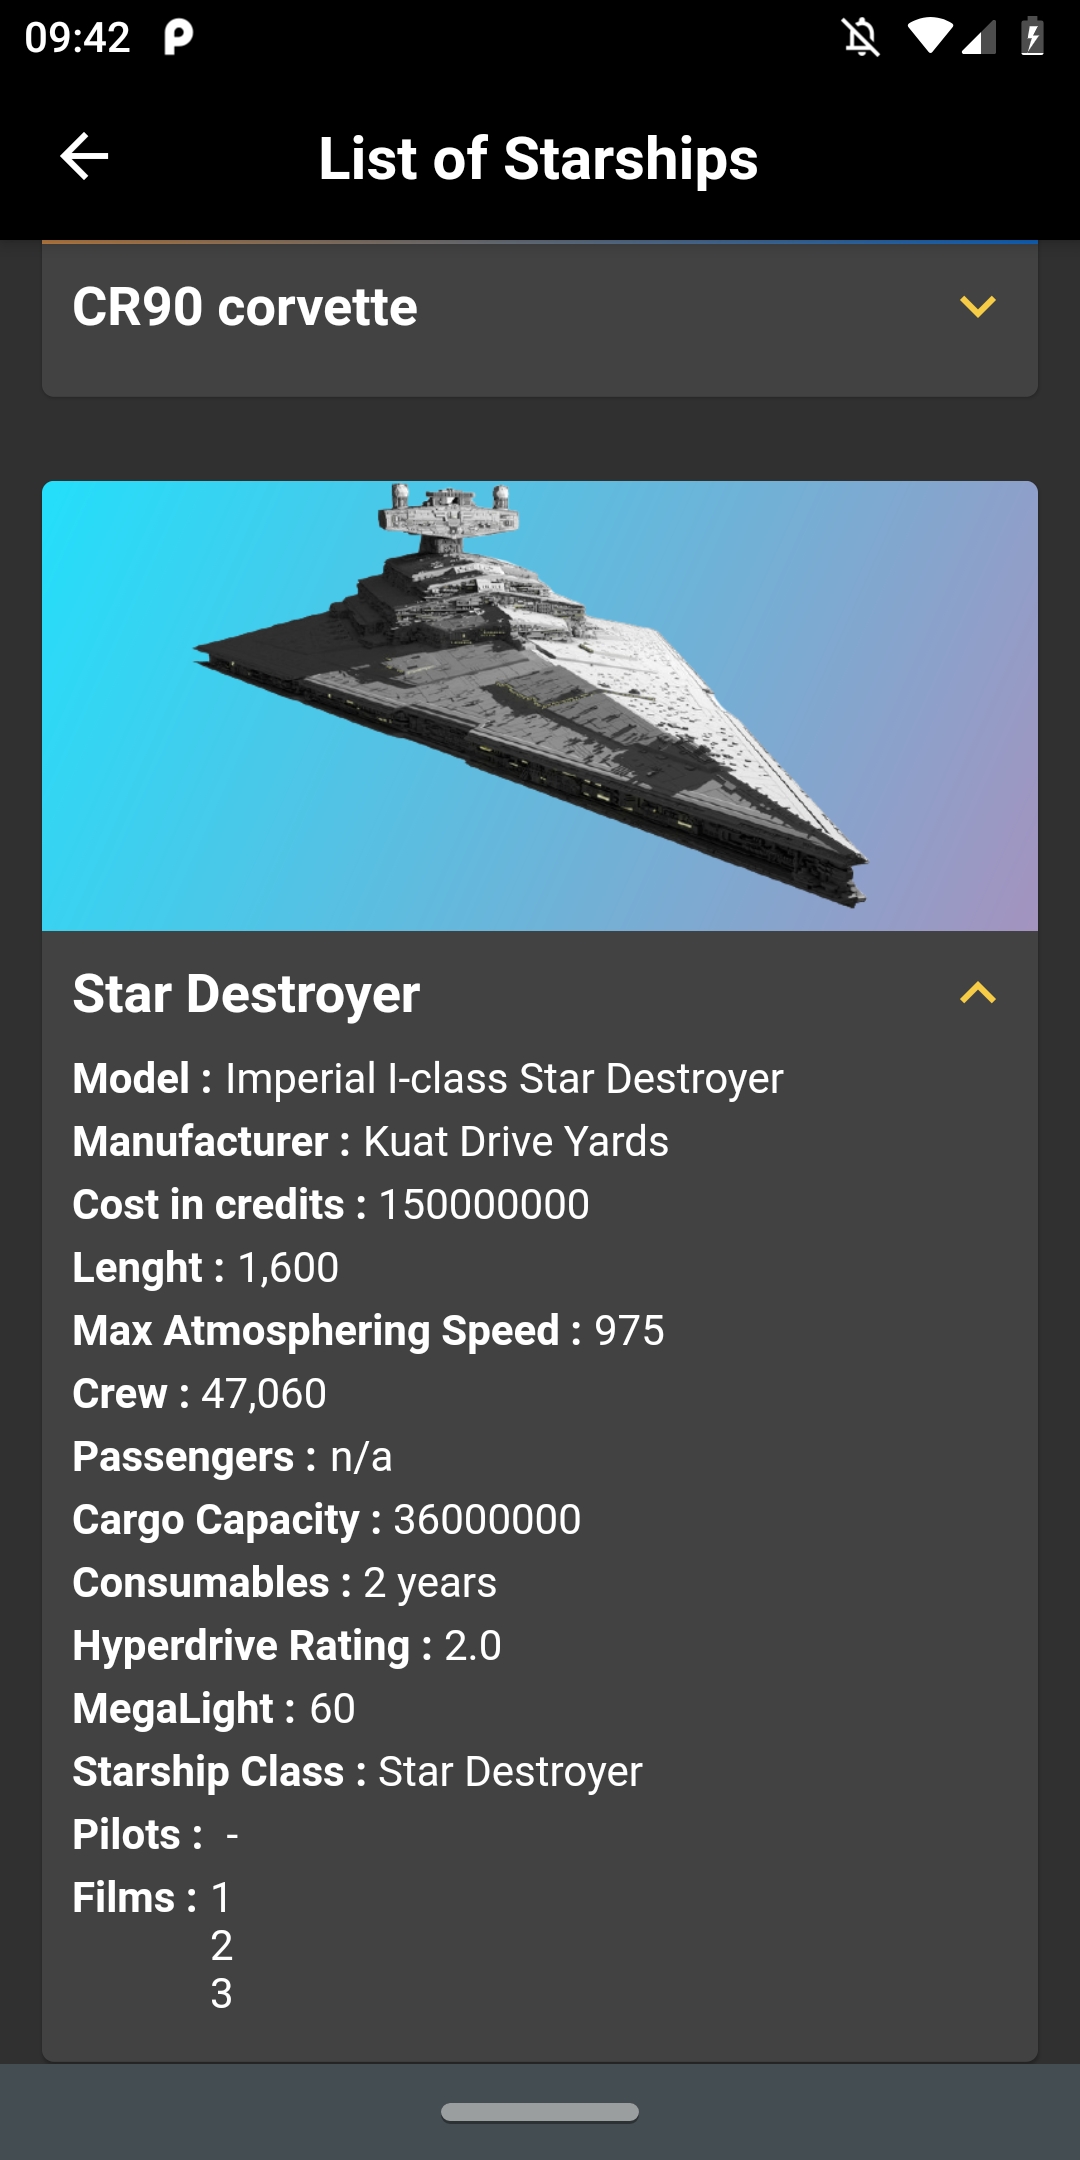 09:42
List of Starships
CR90 corvette
Star Destroyer
Model : Imperial I-class Star Destroyer
Manufacturer : Kuat Drive Yards
Cost in credits : 150000000
Lenght : 1,600
Max Atmosphering Speed : 975
Crew : 47,060
Passengers : n/a
Cargo Capacity : 36000000
Consumables : 2 years
Hyperdrive Rating : 2.0
MegaLight : 60
Starship Class : Star Destroyer
Pilots : -
Films : 1
2
3